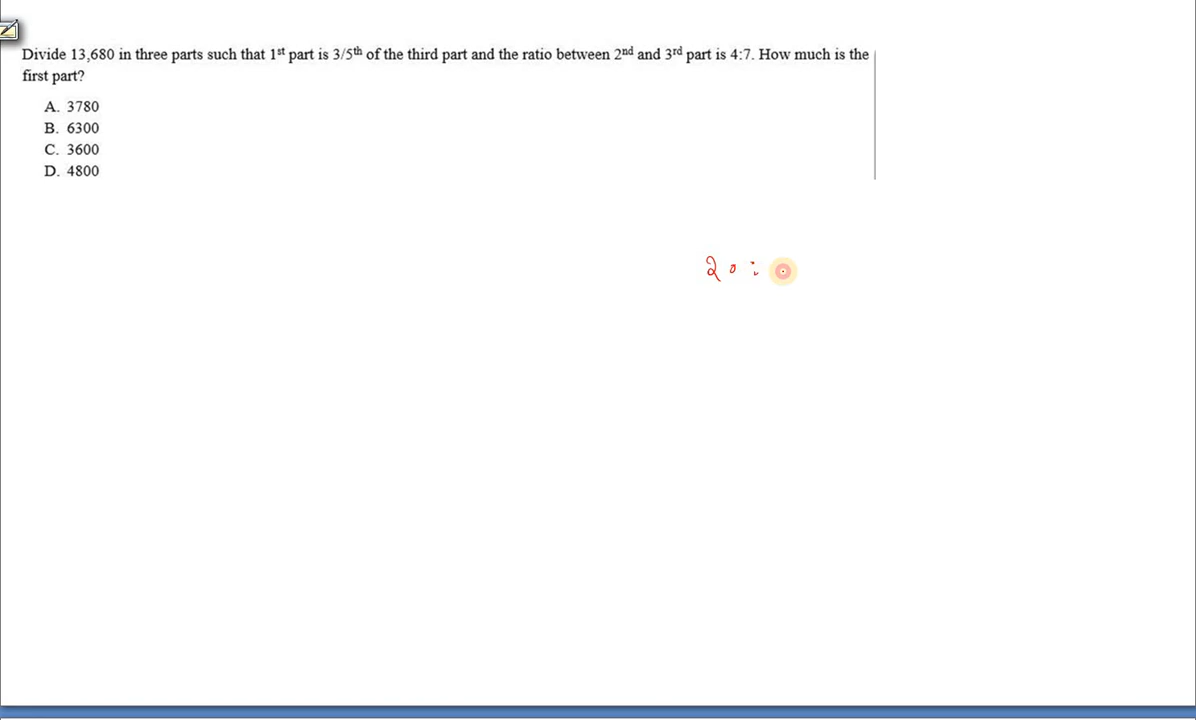 Divide 13,680 in three parts such that 1st part is 3/5th of the third part and the ratio between 2nd and 3rd part is 4:7. How much is the
first part?
A. 3780
B. 6300
C. 3600
D. 4800
20 :